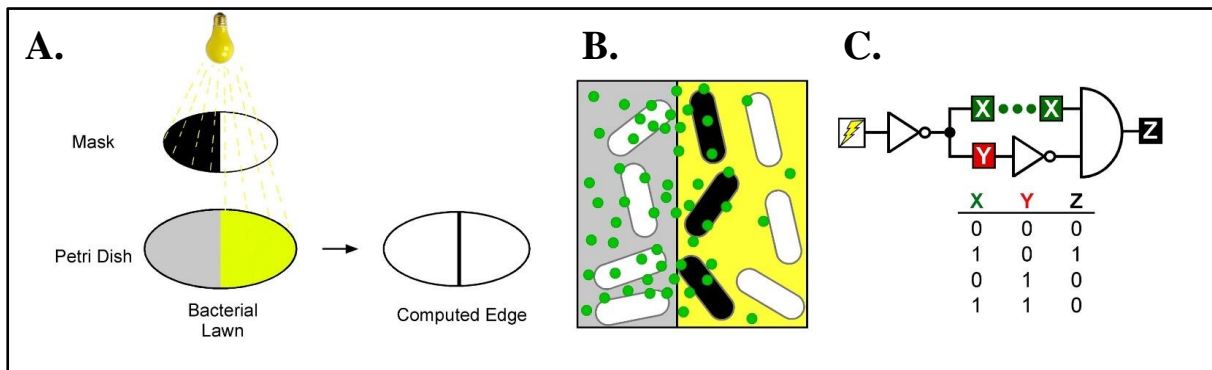 A.
Mask
Petri Dish
Bacterial
Lawn
Computed Edge
B.
C.
X X
Y
Z
X Y Z
0 0 0
1 0 1
0 1 0
1 1 0